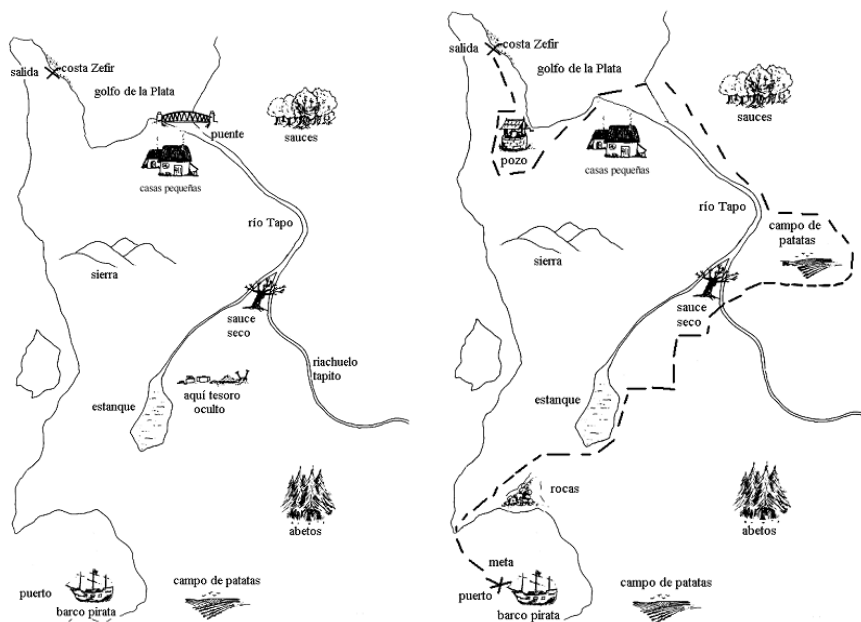 costa Zefir
salida
golfo de la Plata
puente
sauces
casas pequeñas
río Tapo
sierra
sauce
seco
riachuelo
tapito
aquí tesoro
oculto
estanque
abetos
campo de patatas
puerto
barco pirata
costa Zefir
salida
golfo de la Plata
sauces
pozo
casas pequeñas
río Tapo
campo de
patatas
sierra
sauce
seco
estanque
rocas
abetos
meta
puerto
campo de patatas
barco pirata